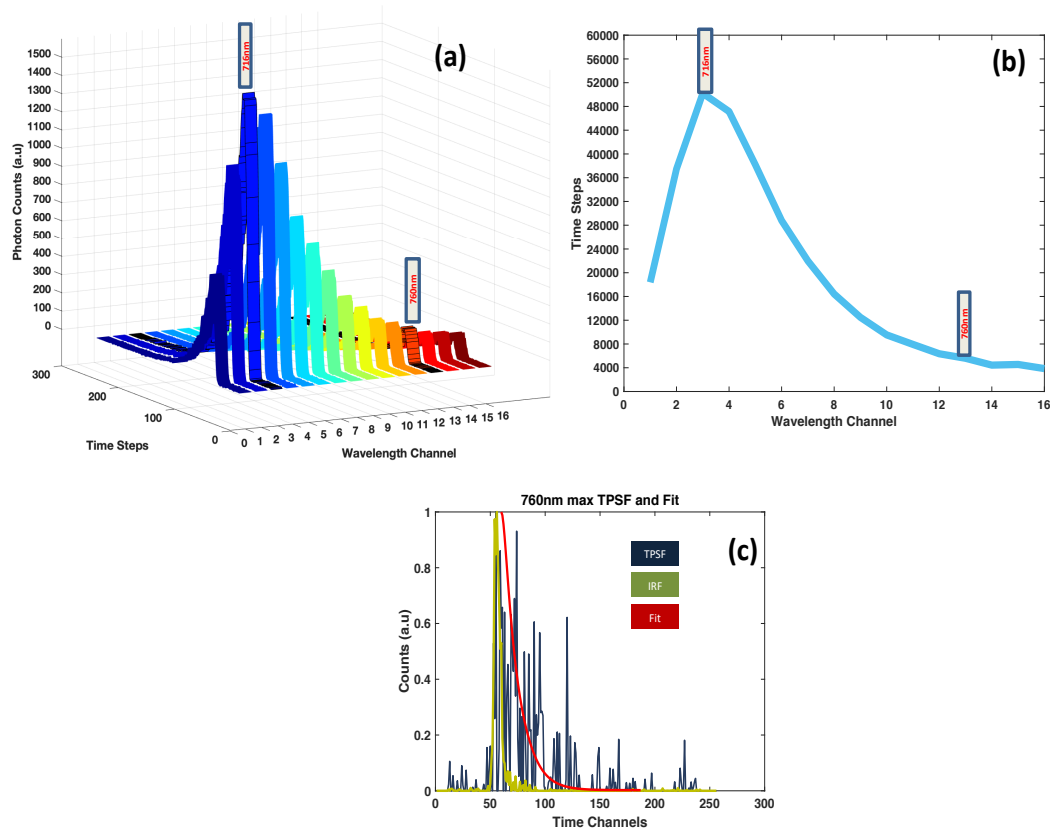 (a)
716nm
760nm
Photon Counts (a.u)
1500
1400
1300
1200
1100
1000
900
800
700
600
500
400
300
200
100
0
300
200
100
0
Time Steps
0 1 2 3 4 5 6 7 8 9 10 11 12 13 14 15 16
Wavelength Channel
(b)
716nm
760nm
Time Steps
60000
56000
52000
48000
44000
40000
36000
32000
28000
24000
20000
16000
12000
8000
4000
0
0 2 4 6 8 10 12 14 16
Wavelength Channel
760nm max TPSF and Fit
(c)
TPSF
IRF
Fit
Counts (a.u)
1
0.8
0.6
0.4
0.2
0
0 50 100 150 200 250 300
Time Channels